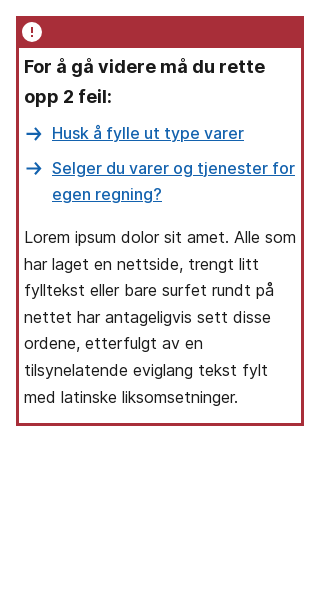 For å gå videre må du rette
opp 2 feil:
Husk å fylle ut type varer
Selger du varer og tjenester for
egen regning?
Lorem ipsum dolor sit amet. Alle som
har laget en nettside, trengt litt
fylltekst eller bare surfet rundt på
nettet har antageligvis sett disse
ordene, etterfulgt av en
tilsynelatende eviglang tekst fylt
med latinske liksomsetninger.